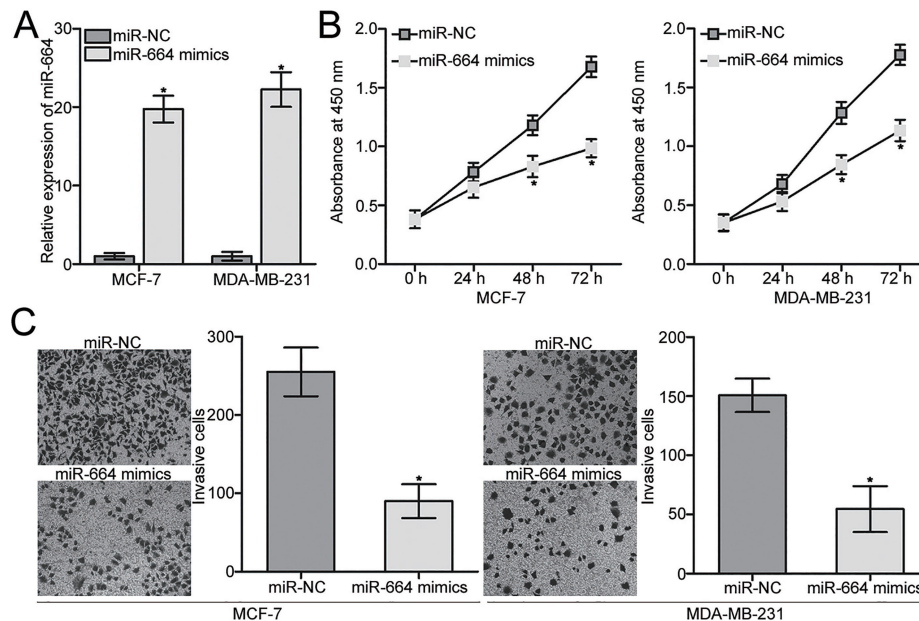 A
Relative expression of miR-664
30
20
10
0
miR-NC
miR-664 mimics
*
*
MCF-7
MDA-MB-231
B
Absorbance at 450 nm
2.0
1.5
1.0
0.5
0.0
miR-NC
miR-664 mimics
*
*
0 h 24 h 48 h 72 h
MCF-7
Absorbance at 450 nm
2.0
1.5
1.0
0.5
0.0
miR-NC
miR-664 mimics
*
*
0 h 24 h 48 h 72 h
MDA-MB-231
C
miR-NC
miR-664 mimics
Invasive cells
300
200
100
0
*
miR-NC miR-664 mimics
MCF-7
miR-NC
miR-664 mimics
Invasive cells
200
150
100
50
0
*
miR-NC miR-664 mimics
MDA-MB-231